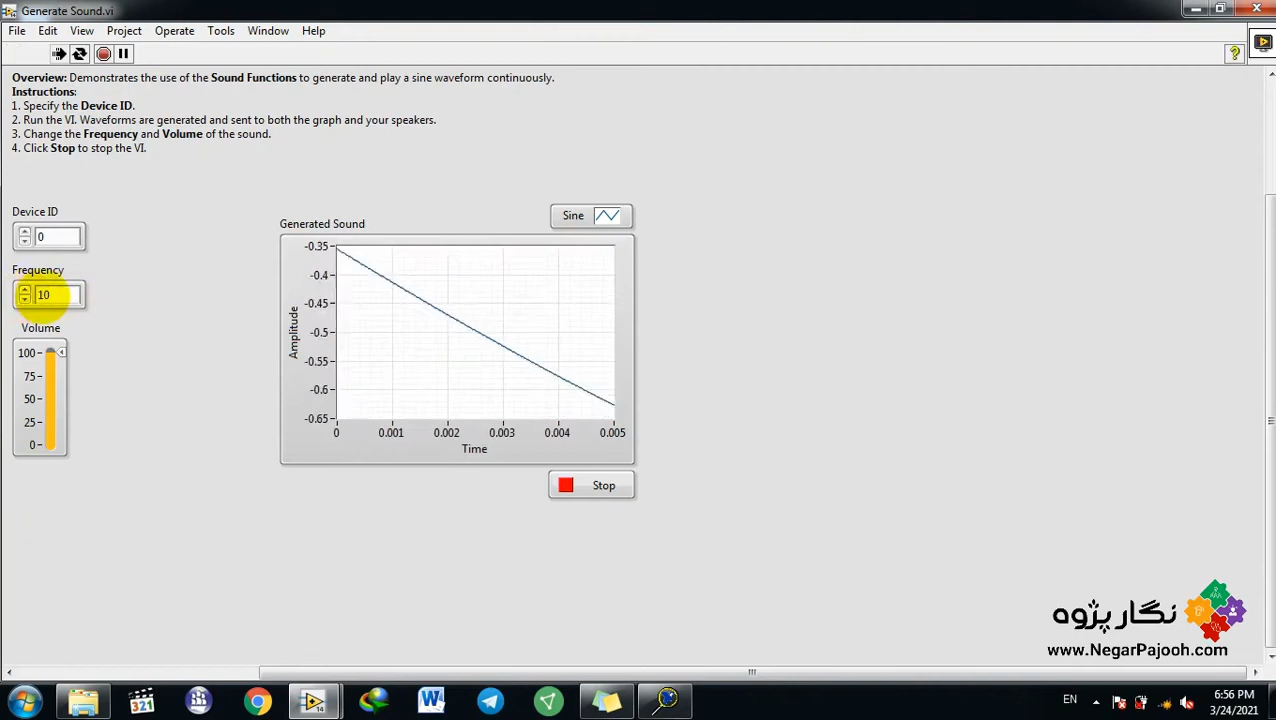 Generate Sound.vi
File Edit View Project Operate Tools Window Help
Overview: Demonstrates the use of the Sound Functions to generate and play a sine waveform continuously.
Instructions:
1. Specify the Device ID.
2. Run the VI. Waveforms are generated and sent to both the graph and your speakers.
3. Change the Frequency and Volume of the sound.
4. Click Stop to stop the VI.
Device ID
0
Frequency
10
Volume
100
75
50
25
0
Generated Sound
Sine
-0.35
-0.4
-0.45
-0.5
-0.55
-0.6
-0.65
Amplitude
0 0.001 0.002 0.003 0.004 0.005
Time
Stop
نگار پژوه
www.NegarPajooh.com
321
14
EN
6:56 PM
3/24/2021